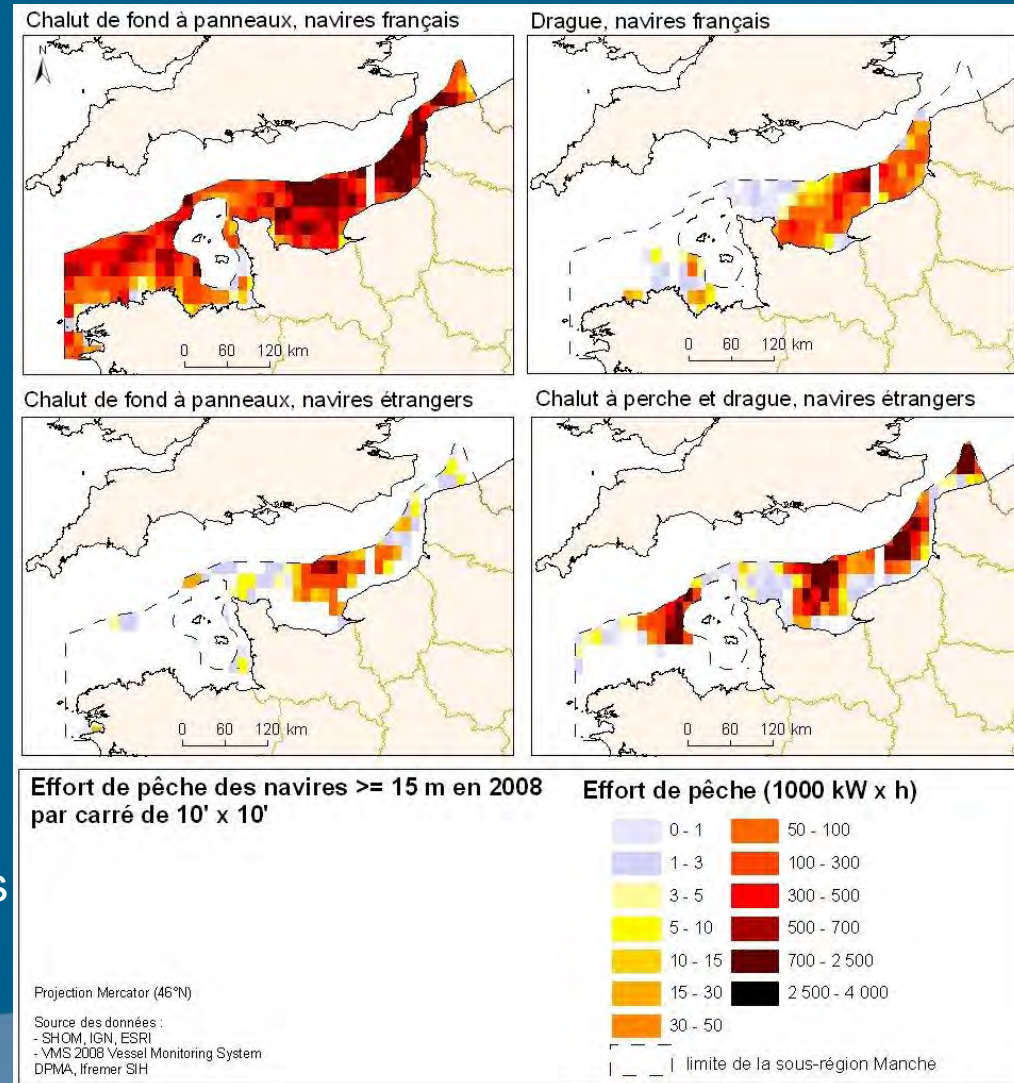 Chalut de fond à panneaux, navires français
Drague, navires français
N
0 60 120 km
0 60 120 km
Chalut de fond à panneaux, navires étrangers
Chalut à perche et drague, navires étrangers
0 60 120 km
0 60 120 km
Effort de pêche des navires >= 15 m en 2008
par carré de 10' x 10'
Effort de pêche (1000 kW x h)
0 - 1
1 - 3
3 - 5
5 - 10
10 - 15
15 - 30
30 - 50
50 - 100
100 - 300
300 - 500
500 - 700
700 - 2 500
2 500 - 4 000
limite de la sous-région Manche
s
Projection Mercator (46°N)
Source des données :
- SHOM, IGN, ESRI
- VMS 2008 Vessel Monitoring System
DPMA, Ifremer SIH